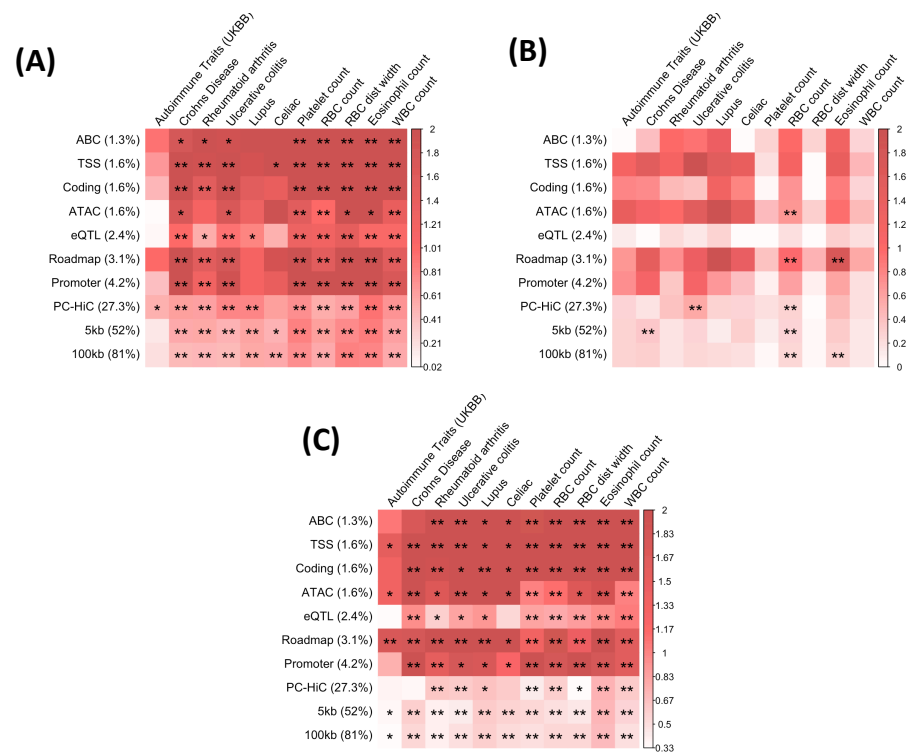 (A)
Autoimmune Traits (UKBB)
Crohns Disease
Rheumatoid arthritis
Ulcerative colitis
Lupus
Celiac
Platelet count
RBC count
RBC dist width
Eosinophil count
WBC count
ABC (1.3%)
TSS (1.6%)
Coding (1.6%)
ATAC (1.6%)
eQTL (2.4%)
Roadmap (3.1%)
Promoter (4.2%)
PC-HiC (27.3%)
5kb (52%)
100kb (81%)
2
1.8
1.6
1.4
1.21
1.01
0.81
0.61
0.41
0.21
0.02
(B)
Autoimmune Traits (UKBB)
Crohns Disease
Rheumatoid arthritis
Ulcerative colitis
Lupus
Celiac
Platelet count
RBC count
RBC dist width
Eosinophil count
WBC count
ABC (1.3%)
TSS (1.6%)
Coding (1.6%)
ATAC (1.6%)
eQTL (2.4%)
Roadmap (3.1%)
Promoter (4.2%)
PC-HiC (27.3%)
5kb (52%)
100kb (81%)
2
1.8
1.6
1.4
1.2
1
0.8
0.6
0.4
0.2
0
(C)
Autoimmune Traits (UKBB)
Crohns Disease
Rheumatoid arthritis
Ulcerative colitis
Lupus
Celiac
Platelet count
RBC count
RBC dist width
Eosinophil count
WBC count
ABC (1.3%)
TSS (1.6%)
Coding (1.6%)
ATAC (1.6%)
eQTL (2.4%)
Roadmap (3.1%)
Promoter (4.2%)
PC-HiC (27.3%)
5kb (52%)
100kb (81%)
2
1.83
1.67
1.5
1.33
1.17
1
0.83
0.67
0.5
0.33